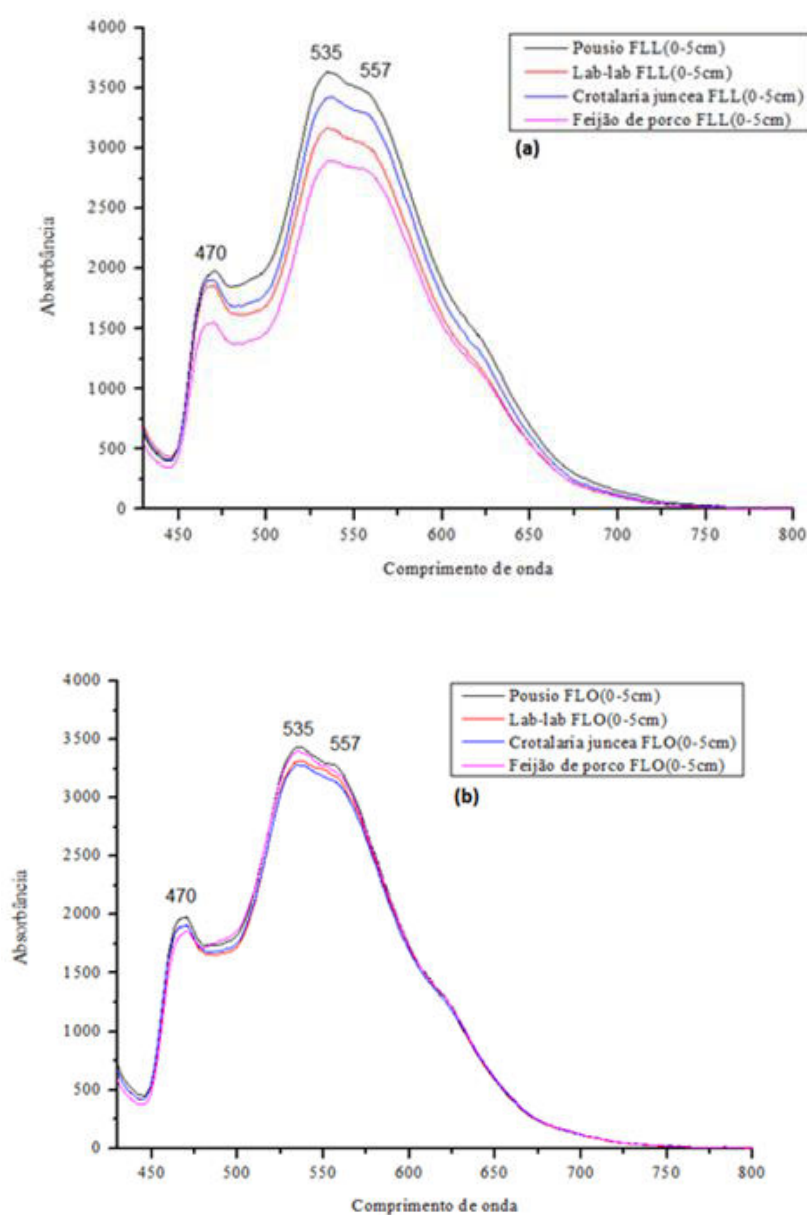 4000
3500
3000
2500
2000
1500
1000
500
0
Absorbância
470
535
557
Pousio FLL(0-5cm)
Lab-lab FLL(0-5cm)
Crotalaria juncea FLL(0-5cm)
Feijão de porco FLL(0-5cm)
(a)
450 500 550 600 650 700 750 800
Comprimento de onda
4000
3500
3000
2500
2000
1500
1000
500
0
Absorbância
470
535
557
Pousio FLO(0-5cm)
Lab-lab FLO(0-5cm)
Crotalaria juncea FLO(0-5cm)
Feijão de porco FLO(0-5cm)
(b)
450 500 550 600 650 700 750 800
Comprimento de onda